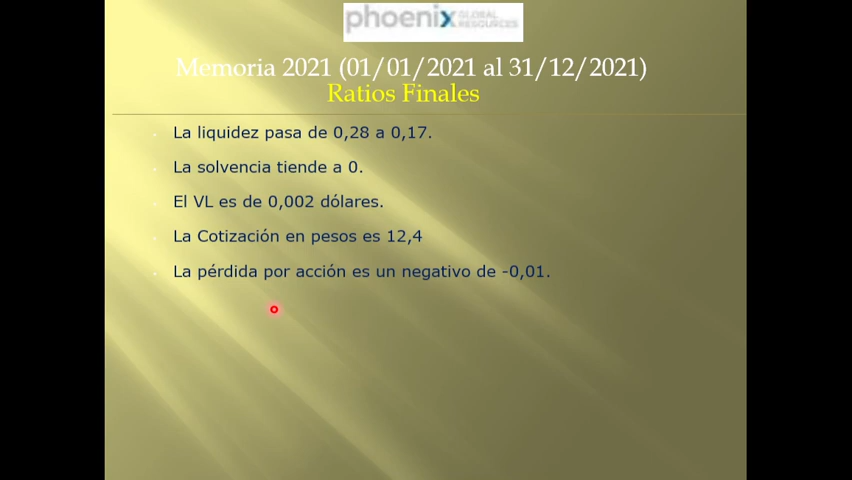 phoenix GLOBAL
RESOURCES
Memoria 2021 (01/01/2021 al 31/12/2021)
Ratios Finales
La liquidez pasa de 0,28 a 0,17.
La solvencia tiende a 0.
El VL es de 0,002 dólares.
La Cotización en pesos es 12,4
La pérdida por acción es un negativo de -0,01.